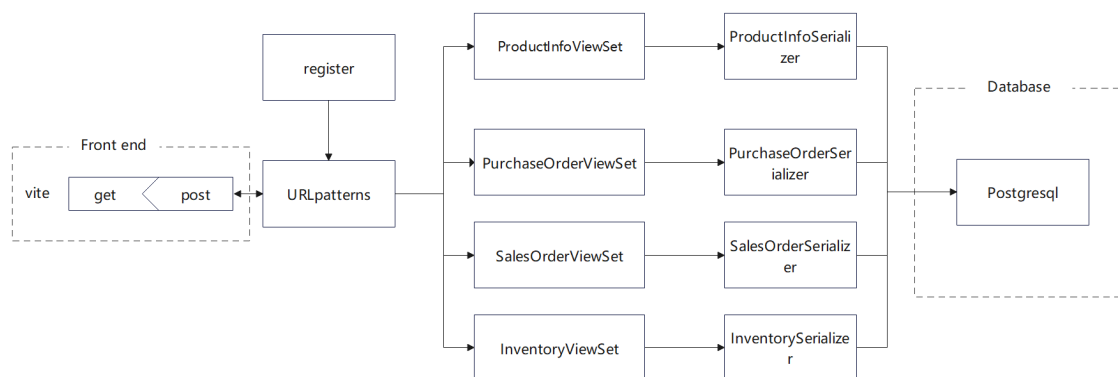 Front end
vite
get
post
register
URLpatterns
ProductInfoViewSet
ProductInfoSeriali
zer
PurchaseOrderViewSet
PurchaseOrderSer
ializer
SalesOrderViewSet
SalesOrderSerializ
er
InventoryViewSet
InventorySerialize
r
Database
Postgresql